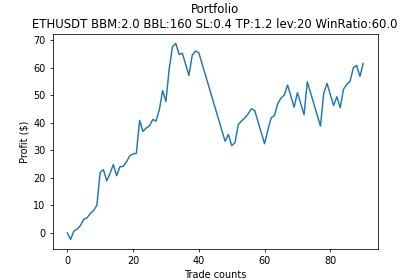 Portfolio
ETHUSDT BBM:2.0 BBL:160 SL:0.4 TP:1.2 lev:20 WinRatio:60.0
Profit ($)
70
60
50
40
30
20
10
0
0 20 40 60 80
Trade counts